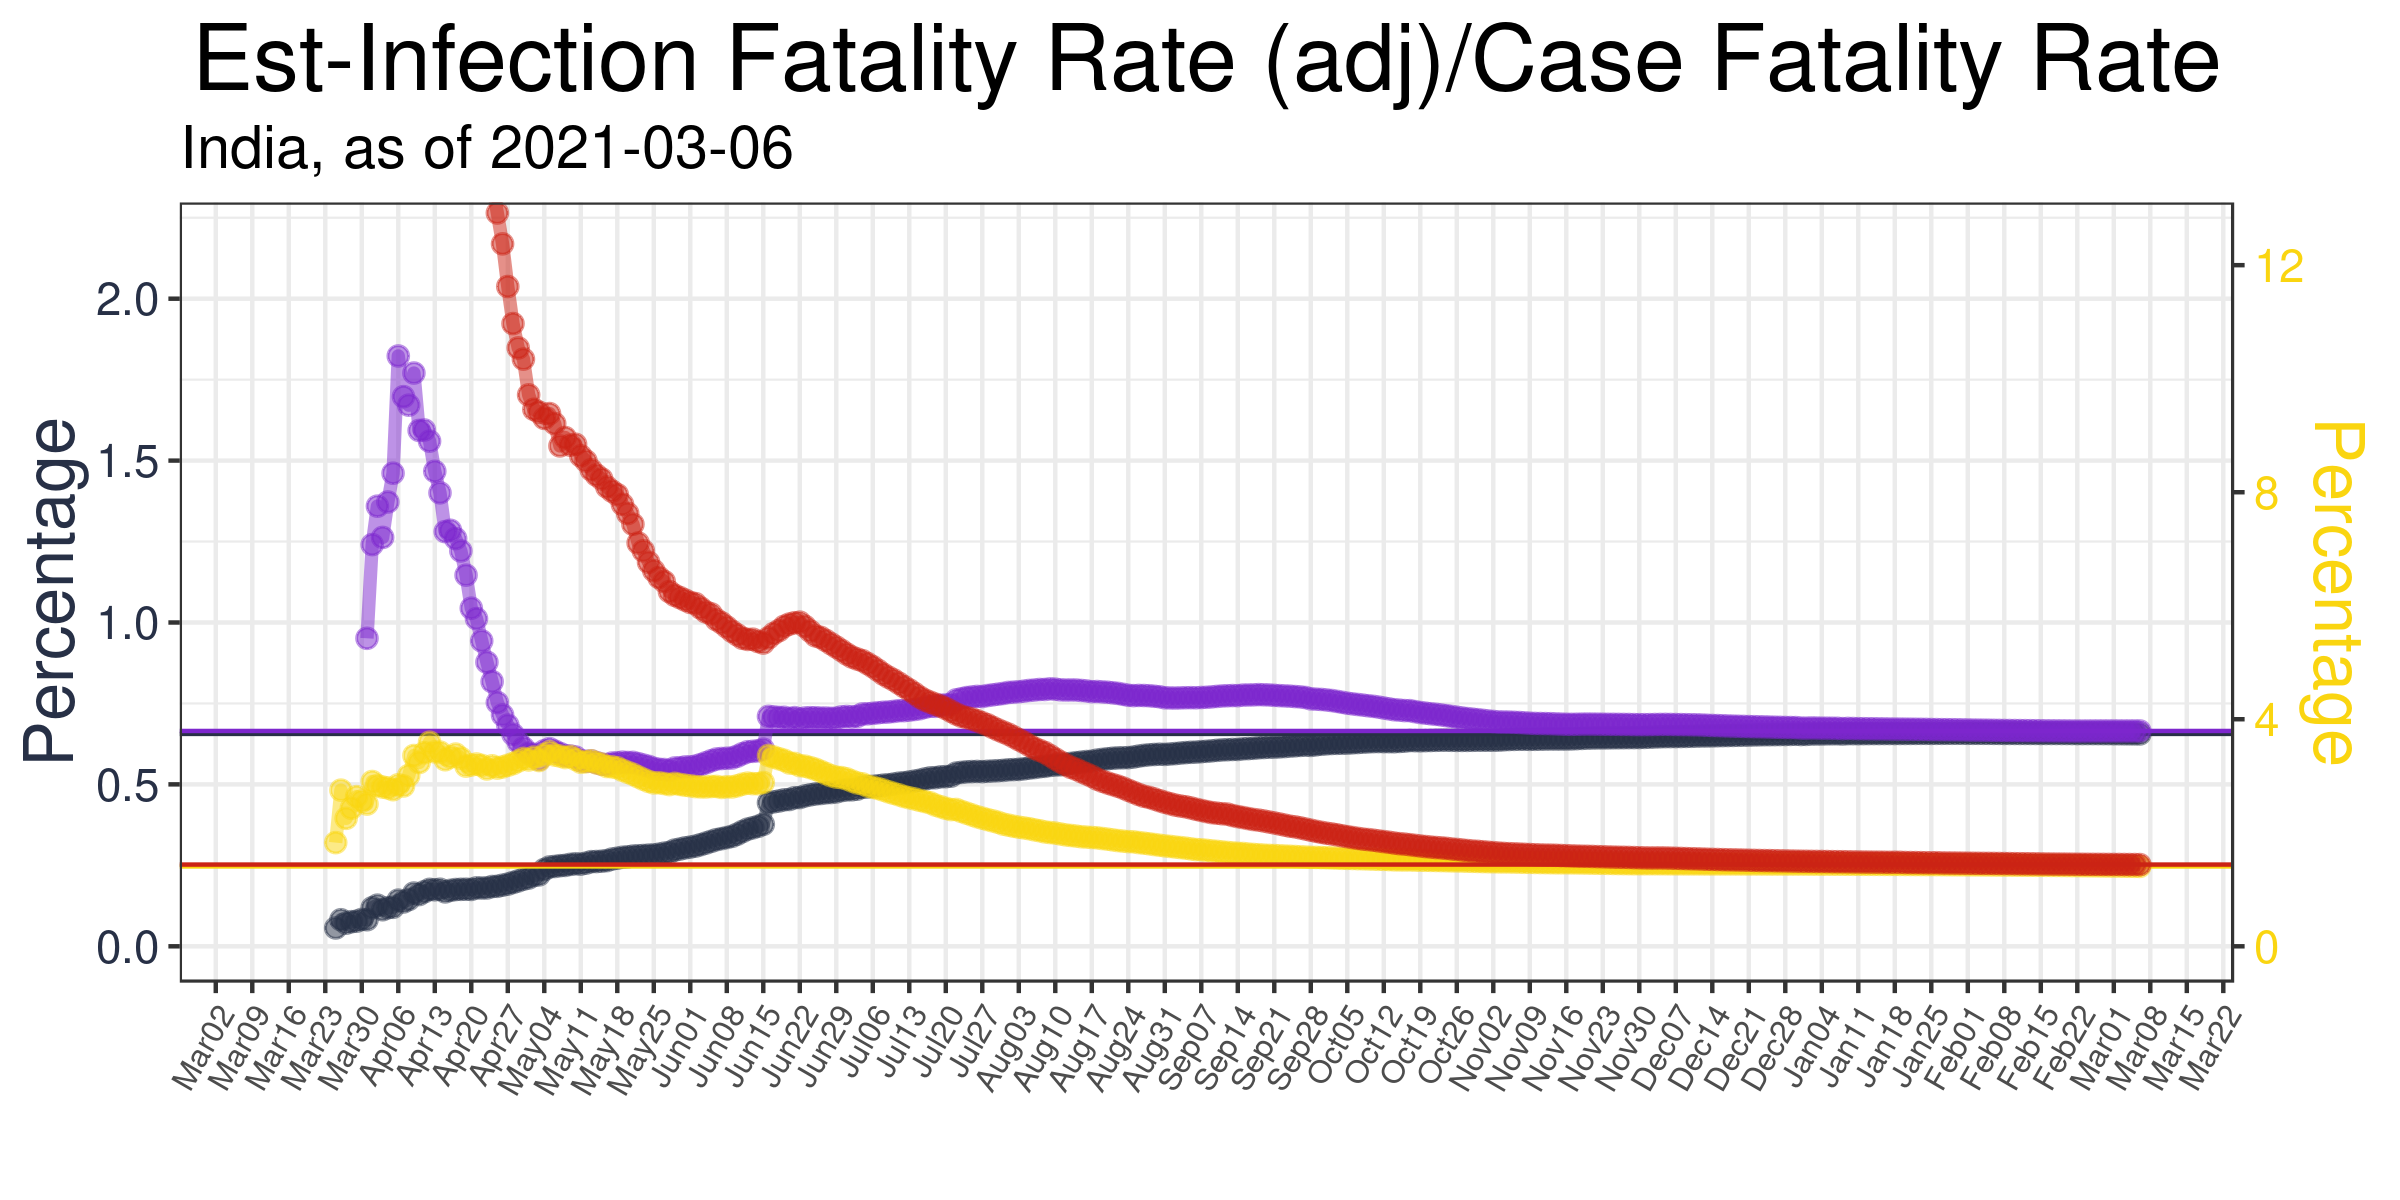 Est-Infection Fatality Rate (adj)/Case Fatality Rate
India, as of 2021-03-06
Percentage
2.0
1.5
1.0
0.5
0.0
12
8
4
0
Percentage
Mar02
Mar09
Mar16
Mar23
Mar30
Apr06
Apr13
Apr20
Apr27
May04
May11
May18
May25
Jun01
Jun08
Jun15
Jun22
Jun29
Jul06
Jul13
Jul20
Jul27
Aug03
Aug10
Aug17
Aug24
Aug31
Sep07
Sep14
Sep21
Sep28
Oct05
Oct12
Oct19
Oct26
Nov02
Nov09
Nov16
Nov23
Nov30
Dec07
Dec14
Dec21
Dec28
Jan04
Jan11
Jan18
Jan25
Feb01
Feb08
Feb15
Feb22
Mar01
Mar08
Mar15
Mar22